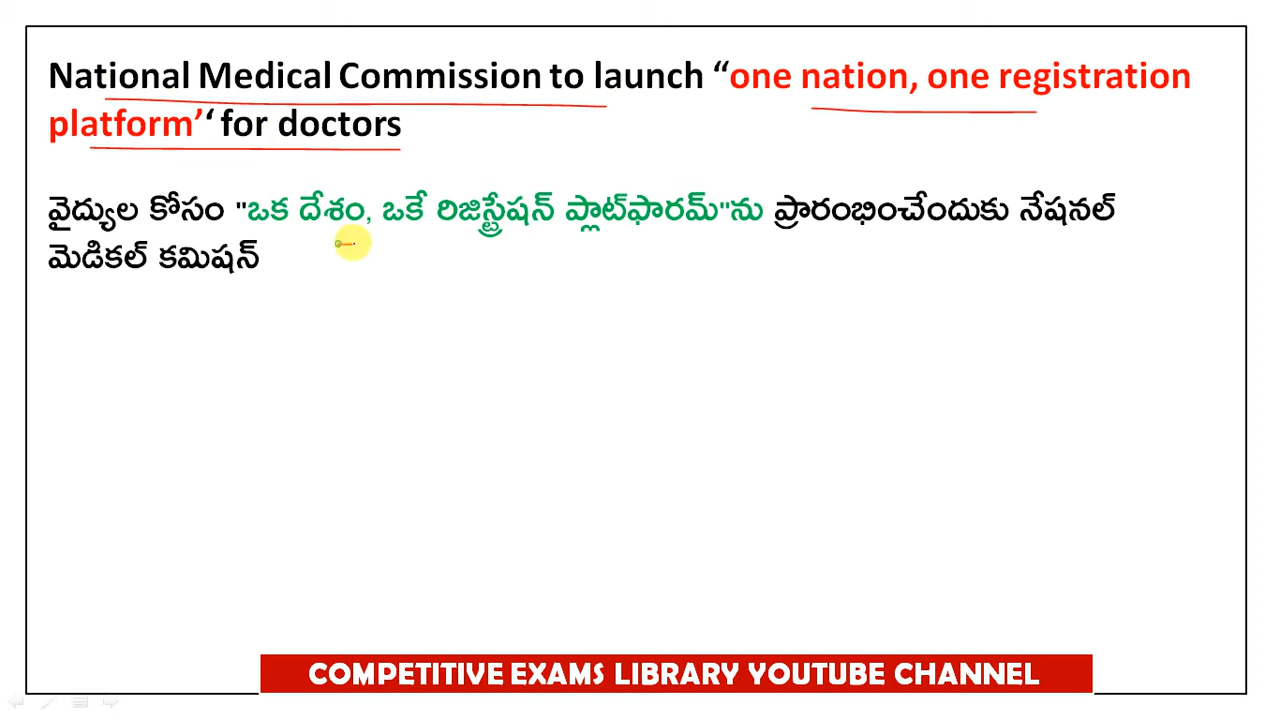 National Medical Commission to launch “one nation, one registration
platform’‘ for doctors
వైద్యుల కోసం "ఒక దేశం, ఒకే రిజిస్ట్రేషన్ ప్లాట్‌ఫారమ్"ను ప్రారంభించేందుకు నేషనల్
మెడికల్ కమిషన్
COMPETITIVE EXAMS LIBRARY YOUTUBE CHANNEL